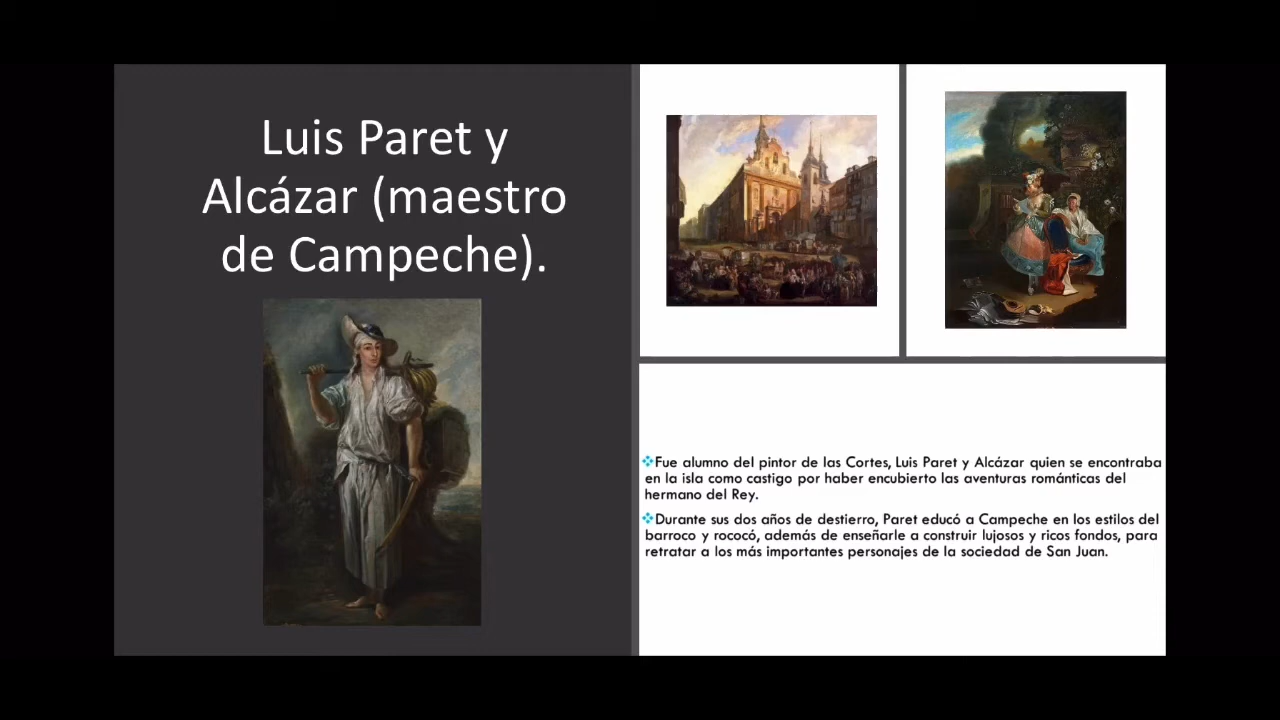 Luis Paret y
Alcázar (maestro
de Campeche).
Fue alumno del pintor de las Cortes, Luis Paret y Alcázar quien se encontraba
en la isla como castigo por haber encubierto las aventuras románticas del
hermano del Rey.
Durante sus dos años de destierro, Paret educó a Campeche en los estilos del
barroco y rococó, además de enseñarle a construir lujosos y ricos fondos, para
retratar a los más importantes personajes de la sociedad de San Juan.